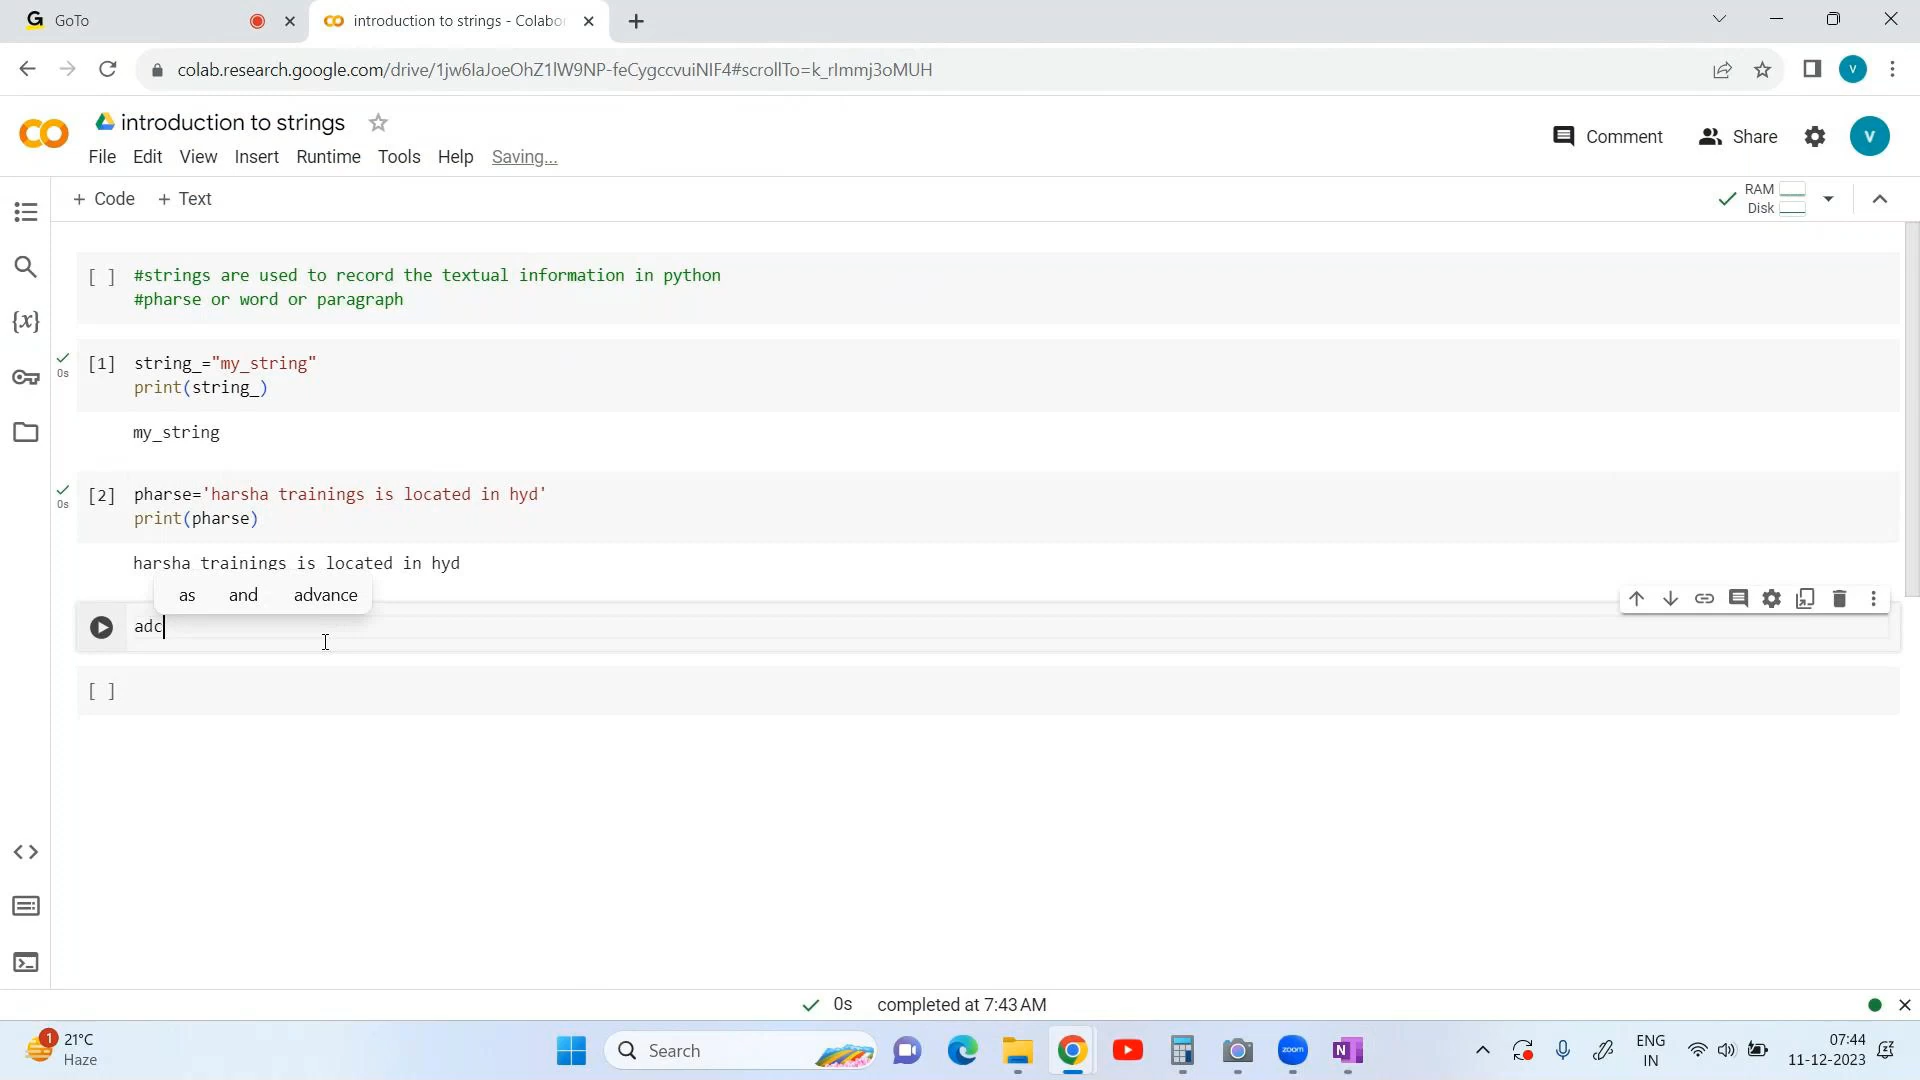 GoTo
introduction to strings - Colabo
colab.research.google.com/drive/1jw6IaJoeOhZ1lW9NP-feCygccvuiNIF4#scrollTo=k_rImmj3oMUH
V
introduction to strings
Comment
Share
V
File Edit View Insert Runtime Tools Help Saving...
+ Code + Text
RAM
Disk
[ ] #strings are used to record the textual information in python
#pharse or word or paragraph
[1] string_="my_string"
0s
print(string_)
my_string
[2] pharse='harsha trainings is located in hyd'
0s
print(pharse)
harsha trainings is located in hyd
as and advance
adc
[ ]
0s completed at 7:43 AM
1
21°C
Haze
Search
zoom
N
ENG
IN
07:44
11-12-2023